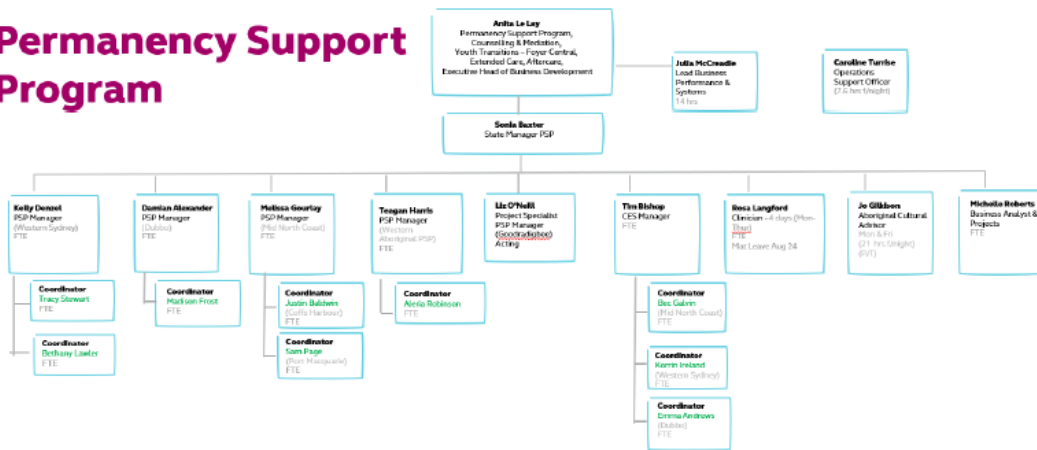 Permanency Support
Program
Anita Le Lay
Permanency Support Program,
Counselling & Mediation,
Youth Transitions – Foyer Central,
Extended Care, Aftercare,
Executive Head of Business Development
Julia McCreadie
Lead Business
Performance &
Systems
14 hrs
Caroline Turrise
Operations
Support Officer
(7.6 hrs f/night)
Sonia Baxter
State Manager PSP
Kelly Denzel
PSP Manager
(Western Sydney)
FTE
Damian Alexander
PSP Manager
(Dubbo)
FTE
Melissa Gourlay
PSP Manager
(Mid North Coast)
FTE
Teagan Harris
PSP Manager
(Western
Aboriginal PSP)
FTE
Liz O'Neill
Project Specialist
PSP Manager
(Goodradigbee)
Acting
Tim Bishop
CES Manager
FTE
Rosa Langford
Clinician - 4 days (Mon-
Thur)
FTE
Mat Leave Aug 24
Jo Gibbon
Aboriginal Cultural
Advisor
Mon & Fri
(21 hrs f/night)
Michelle Roberts
Business Analyst &
Projects
FTE
Coordinator
Tracy Stewart
FTE
Coordinator
Bethany Lawler
FTE
Coordinator
Madison Frost
FTE
Coordinator
Justin Baldwin
(Coffs Harbour)
FTE
Coordinator
Sam Page
(Port Macquarie)
FTE
Coordinator
Aleria Robinson
FTE
Coordinator
Bec Galvin
(Mid North Coast)
FTE
Coordinator
Kerrin Ireland
(Western Sydney)
FTE
Coordinator
Emma Andrews
(Dubbo)
FTE